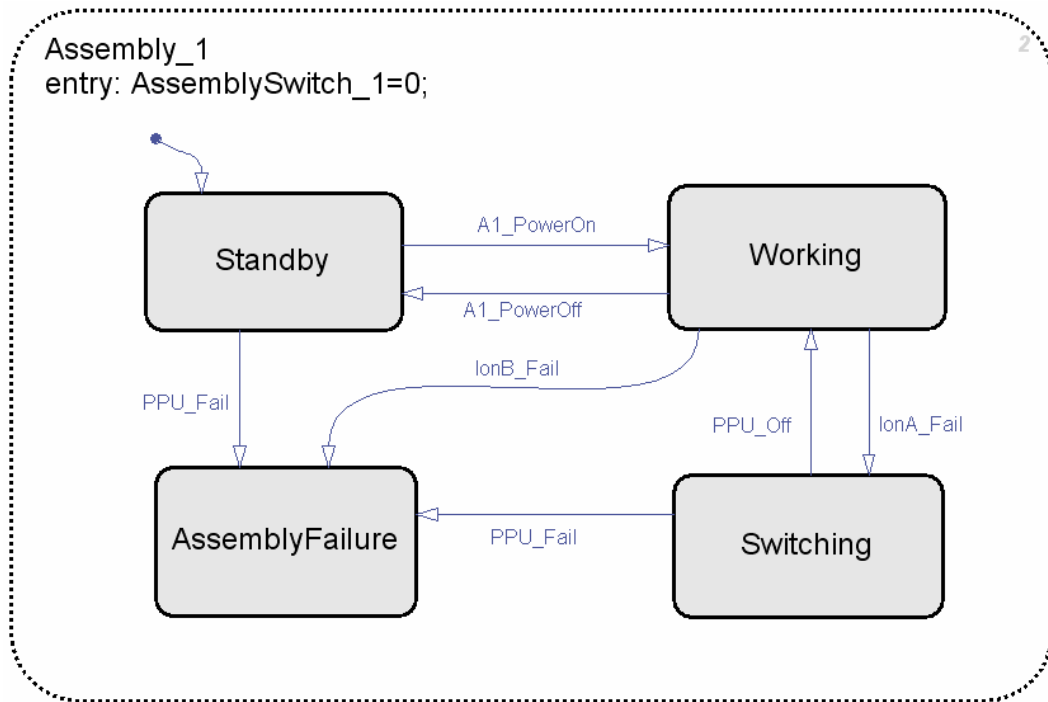 Assembly_1
2
entry: AssemblySwitch_1=0;
A1_PowerOn
Standby
Working
A1_PowerOff
IonB_Fail
PPU_Fail
PPU_Off
IonA_Fail
AssemblyFailure
PPU_Fail
Switching